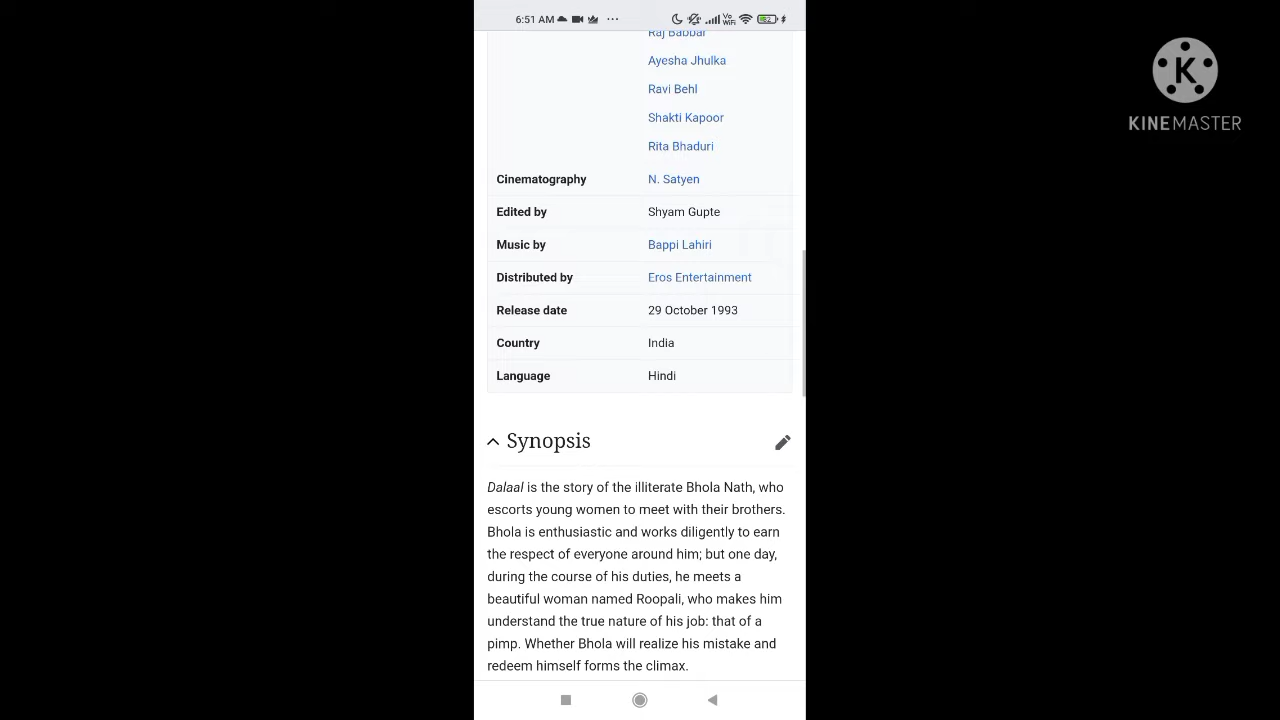 6:51 AM
Vo
WiFi
52
Raj Babbar
Ayesha Jhulka
Ravi Behl
Shakti Kapoor
Rita Bhaduri
Cinematography N. Satyen
Edited by Shyam Gupte
Music by Bappi Lahiri
Distributed by Eros Entertainment
Release date 29 October 1993
Country India
Language Hindi
Synopsis
Dalaal is the story of the illiterate Bhola Nath, who
escorts young women to meet with their brothers.
Bhola is enthusiastic and works diligently to earn
the respect of everyone around him; but one day,
during the course of his duties, he meets a
beautiful woman named Roopali, who makes him
understand the true nature of his job: that of a
pimp. Whether Bhola will realize his mistake and
redeem himself forms the climax.
K
KINEMASTER